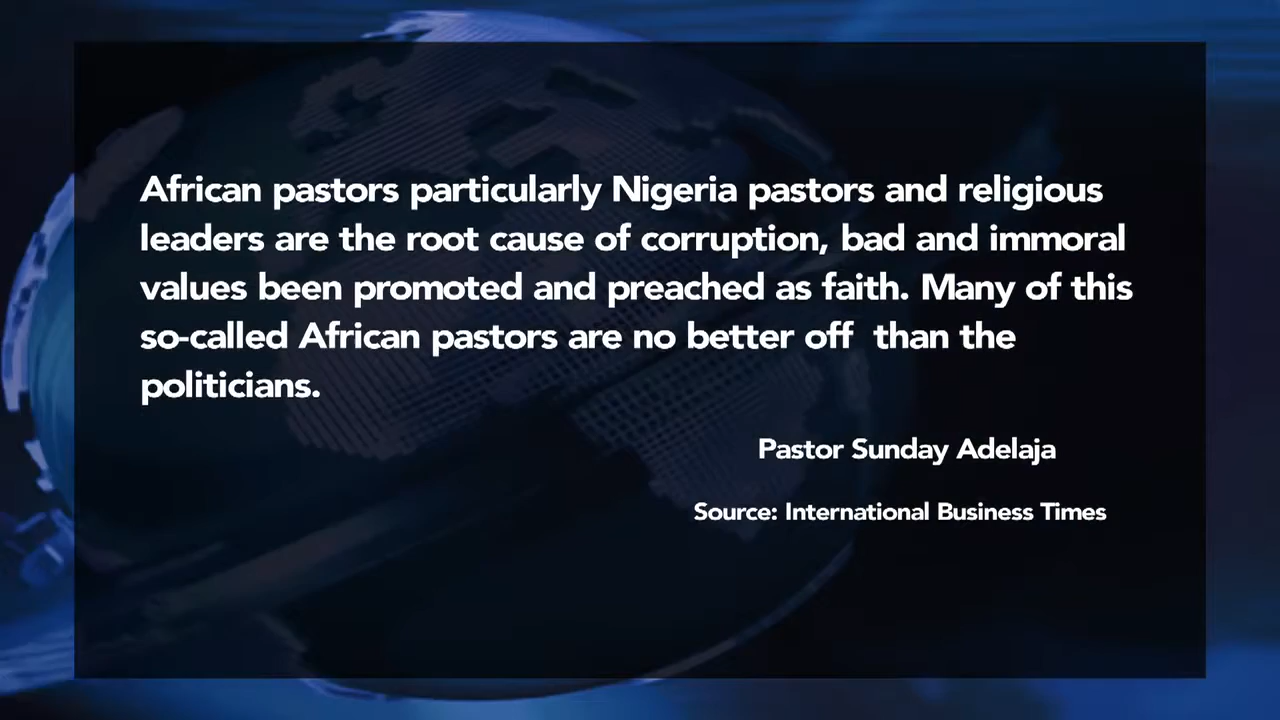 African pastors particularly Nigeria pastors and religious
leaders are the root cause of corruption, bad and immoral
values been promoted and preached as faith. Many of this
so-called African pastors are no better off  than the
politicians.
Pastor Sunday Adelaja
Source: International Business Times